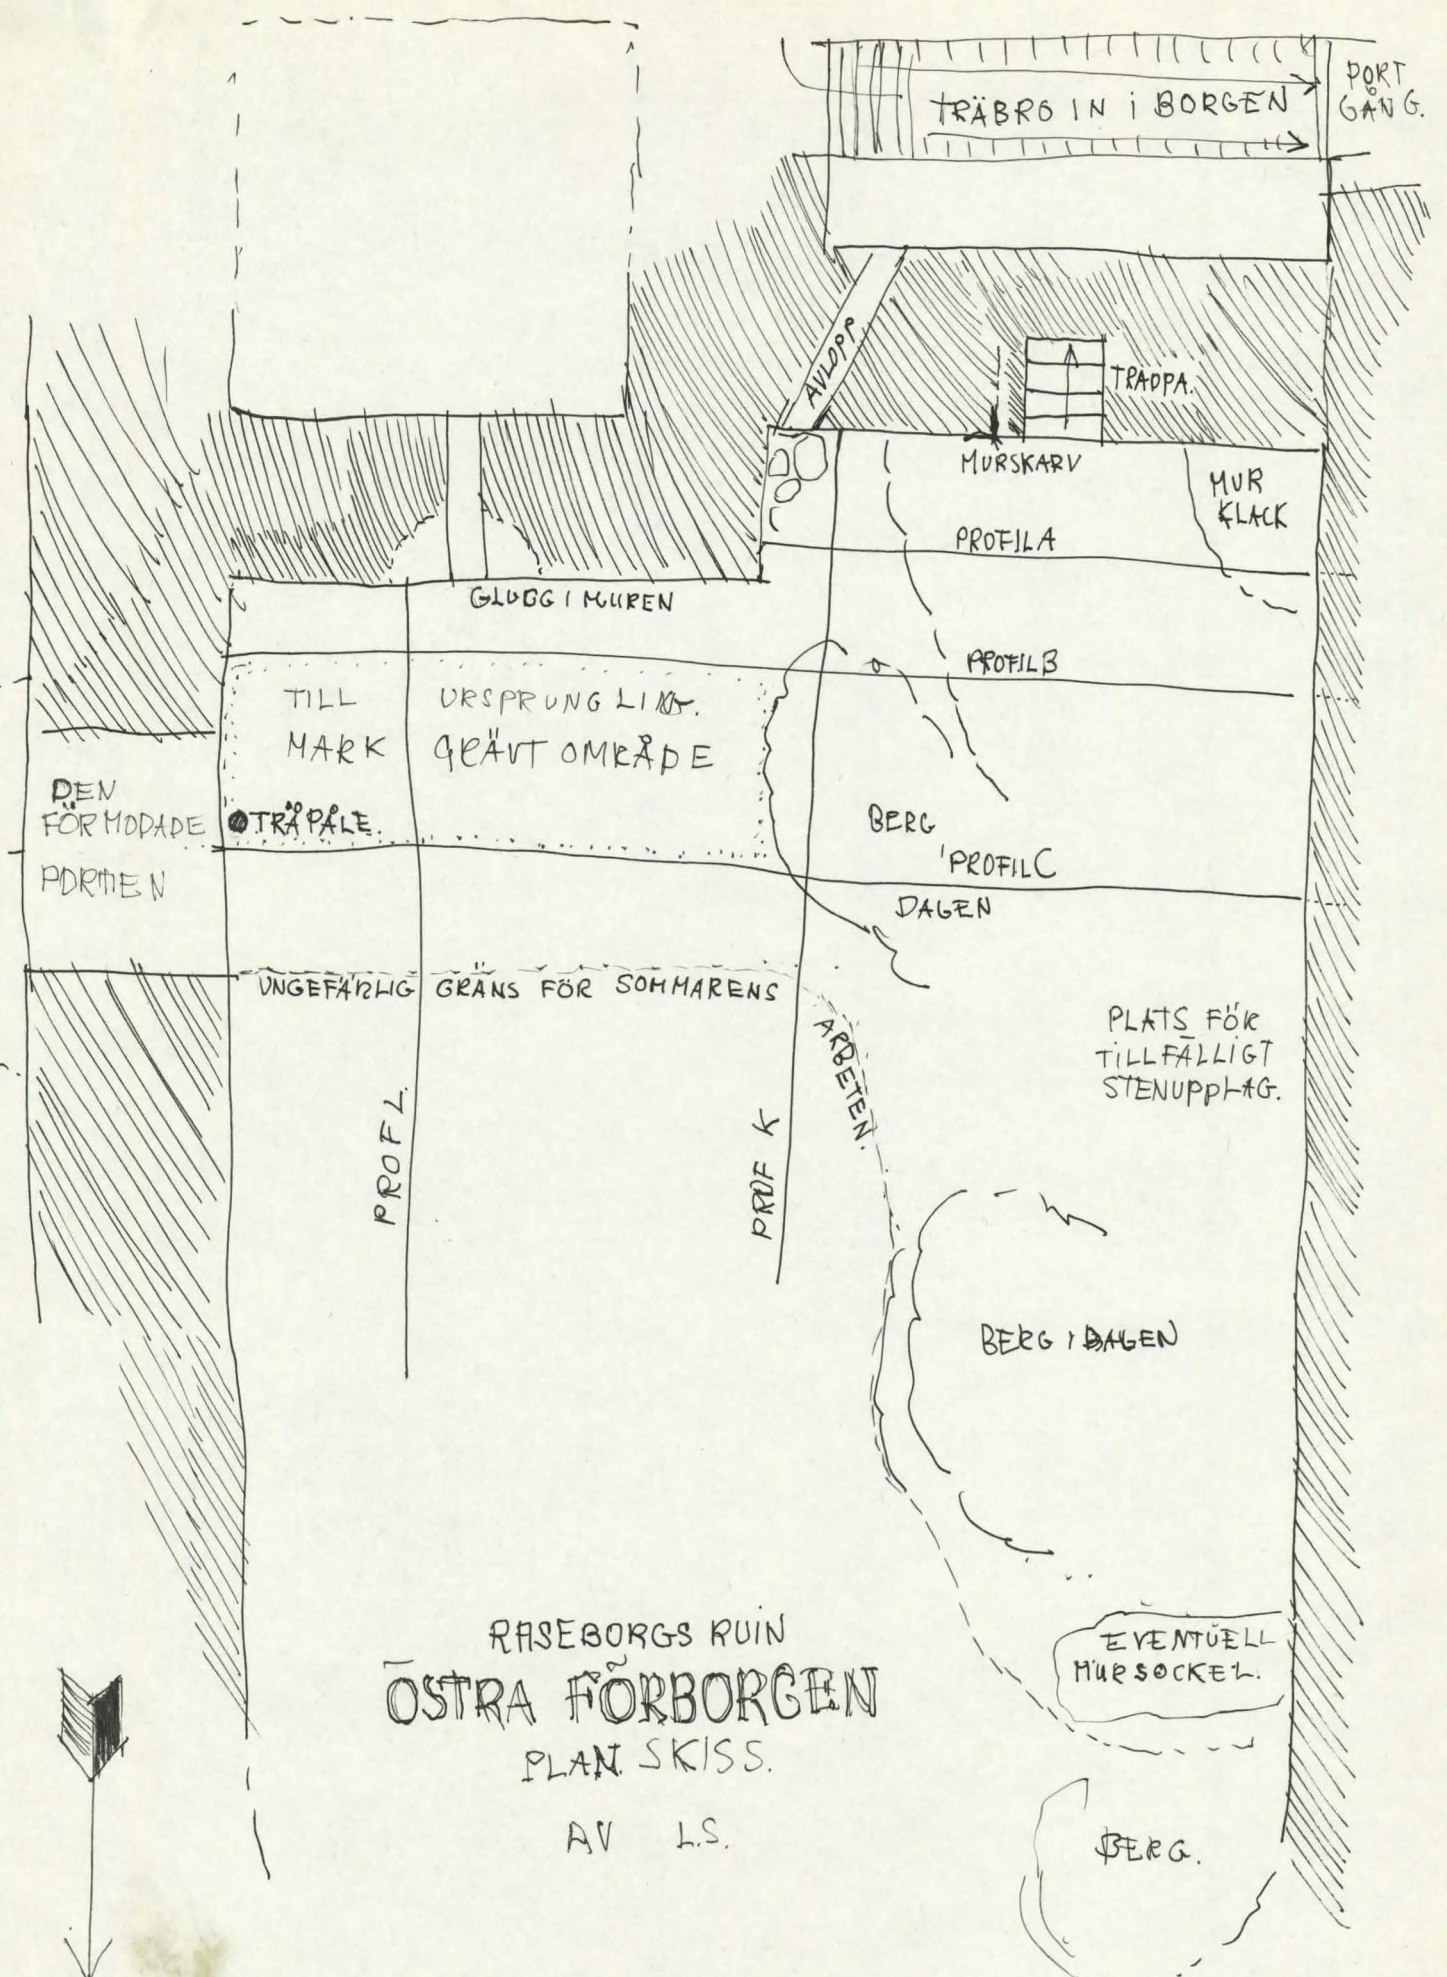 PORT
GÅNG.
TRÄBRO IN i BORGEN
AVLOPP
TRAPPA.
MURSKARV
MUR
KLACK
PROFIL A
GLUGG I MUREN
PROFIL B
TILL URSPRUNGLIG.
MARK GRÄVT OMRÅDE
DEN
FÖRMODADE
PORTEN
TRÄPÅLE.
BERG
I PROFIL C
DAGEN
UNGEFÄRLIG GRÄNS FÖR SOMMARENS
ARBETEN.
PLATS FÖR
TILLFÄLLIGT
STENUPPLAG.
PROF L.
PROF K
BERG I DAGEN
EVENTUELL
MURSOCKEL.
RASEBORGS RUIN
ÖSTRA FÖRBORGEN
PLAN. SKISS.
AV L.S.
BERG.